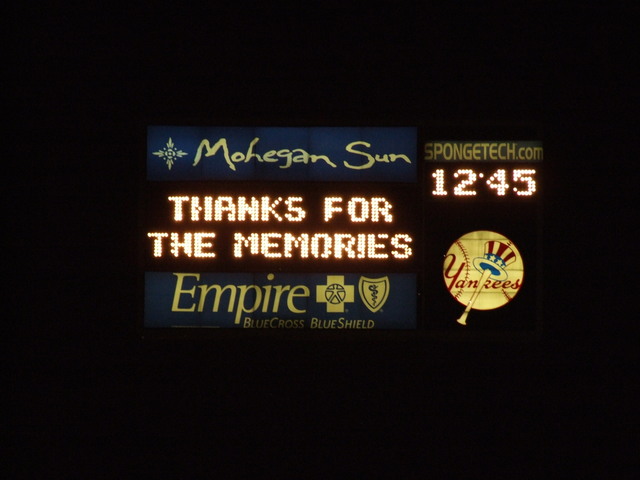 Mohegan Sun
SPONGETECH.com
12:45
THANKS FOR
THE MEMORIES
Yankees
Empire
BLUECROSS BLUESHIELD